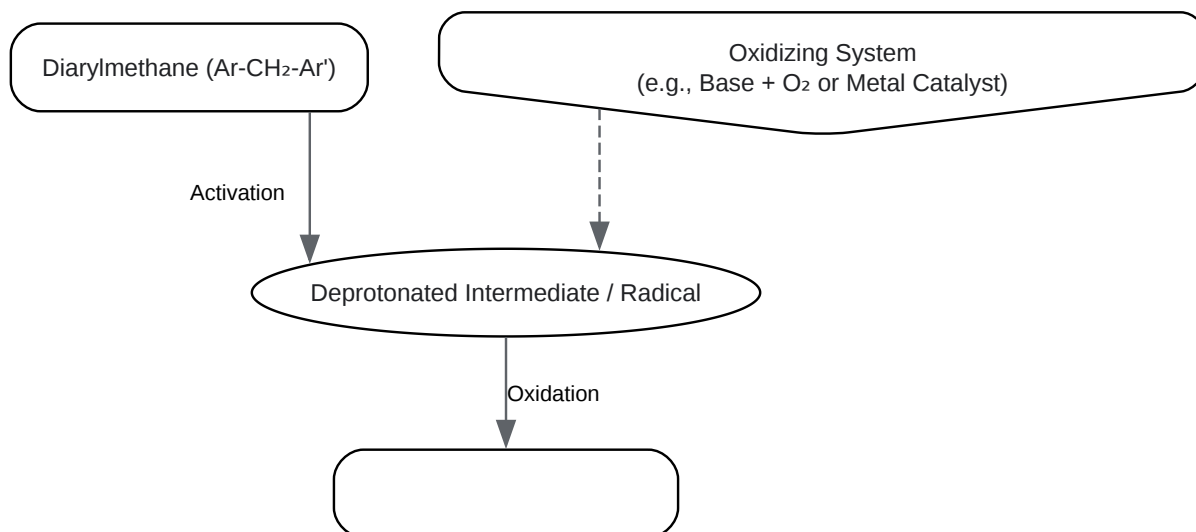 Diarylmethane (Ar-CH₂-Ar')
Oxidizing System
(e.g., Base + O₂ or Metal Catalyst)
Activation
Deprotonated Intermediate / Radical
Oxidation